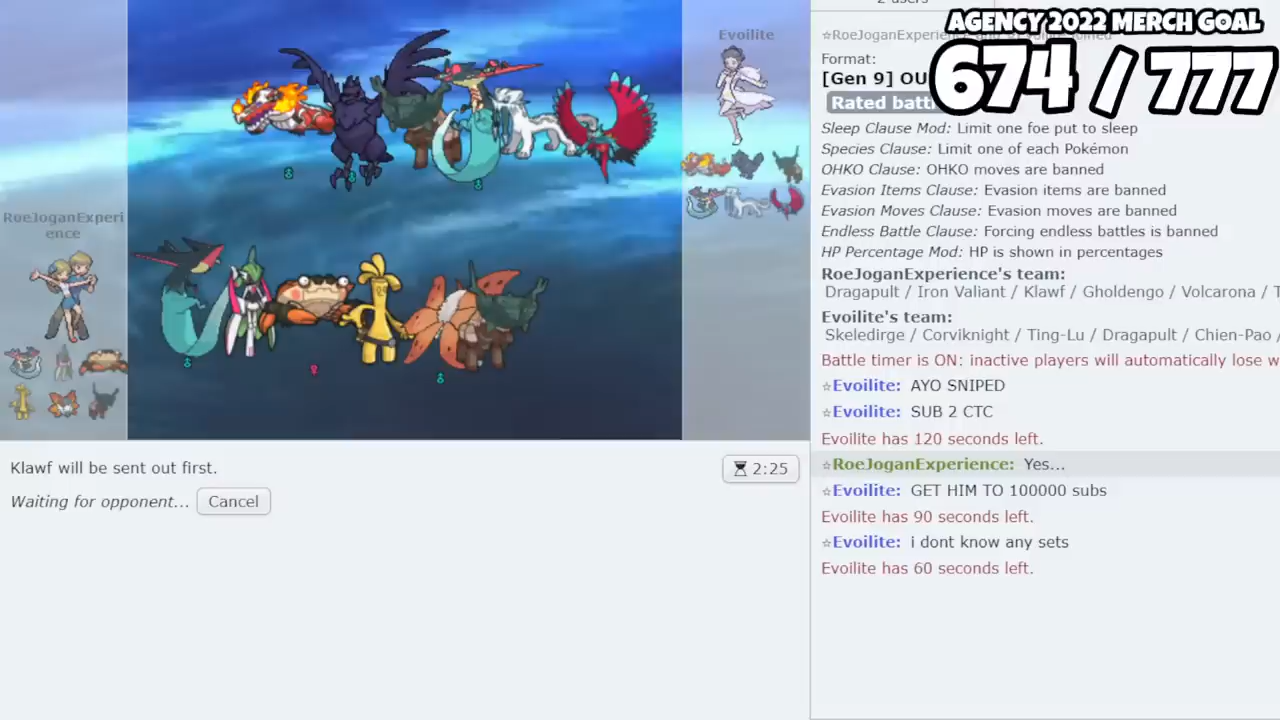 2 users
AGENCY 2022 MERCH GOAL
674 / 777
Evoilite
RoeJoganExperi
ence
☆RoeJoganExperience and
joined
Format:
[Gen 9] OU
Rated batt
Sleep Clause Mod: Limit one foe put to sleep
Species Clause: Limit one of each Pokémon
OHKO Clause: OHKO moves are banned
Evasion Items Clause: Evasion items are banned
Evasion Moves Clause: Evasion moves are banned
Endless Battle Clause: Forcing endless battles is banned
HP Percentage Mod: HP is shown in percentages
RoeJoganExperience's team:
Dragapult / Iron Valiant / Klawf / Gholdengo / Volcarona / T
Evoilite's team:
Skeledirge / Corviknight / Ting-Lu / Dragapult / Chien-Pao /
Battle timer is ON: inactive players will automatically lose w
☆Evoilite: AYO SNIPED
☆Evoilite: SUB 2 CTC
Evoilite has 120 seconds left.
☆RoeJoganExperience: Yes...
☆Evoilite: GET HIM TO 100000 subs
Evoilite has 90 seconds left.
☆Evoilite: i dont know any sets
Evoilite has 60 seconds left.
Klawf will be sent out first.
2:25
Waiting for opponent... Cancel